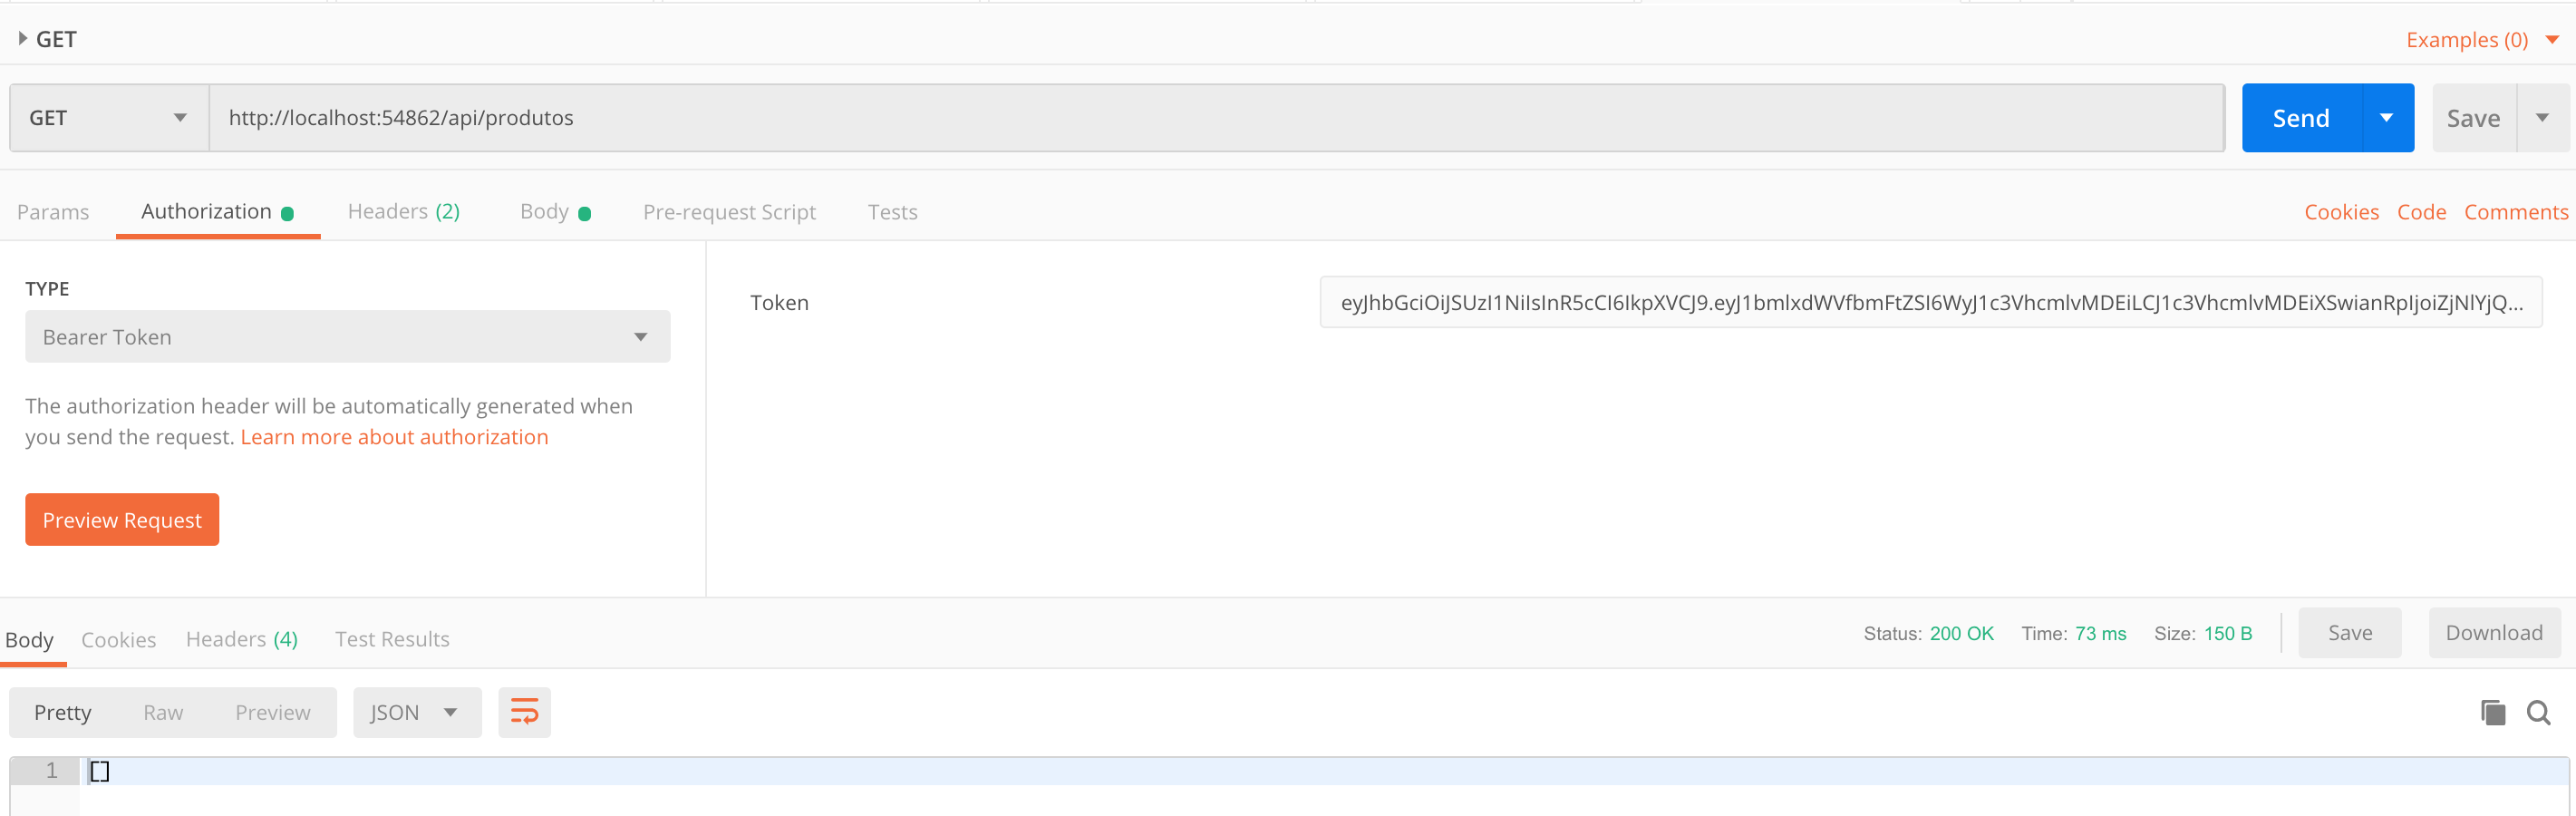 GET
Examples (0)
GET
http://localhost:54862/api/produtos
Send
Save
Params
Authorization
Headers (2)
Body
Pre-request Script
Tests
Cookies
Code
Comments
TYPE
Bearer Token
The authorization header will be automatically generated when
you send the request. Learn more about authorization
Preview Request
Token
eyJhbGciOiJSUzI1NiIsInR5cCI6IkpXVCJ9.eyJ1bmlxdWVfbmFtZSI6WyJ1c3VhcmlvMDEiLCJ1c3VhcmlvMDEiXSwianRpIjoiZjNlYjQ...
Body
Cookies
Headers (4)
Test Results
Status: 200 OK
Time: 73 ms
Size: 150 B
Save
Download
Pretty
Raw
Preview
JSON
1
[]